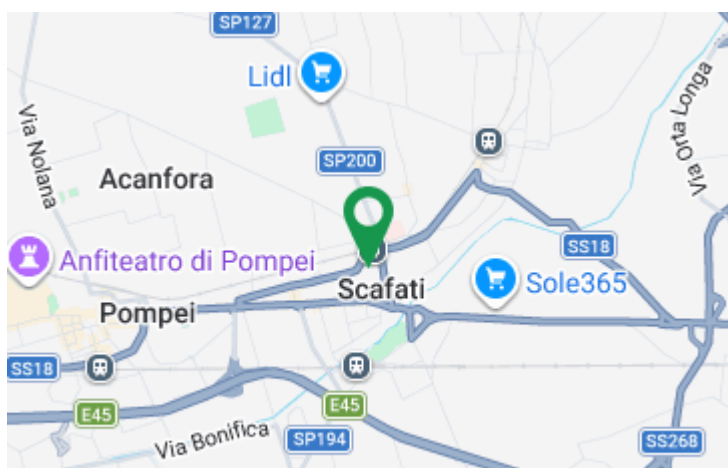 SP127
Lidl
Via Nolana
Via Orta Longa
SP200
Acanfora
SS18
Anfiteatro di Pompei
Scafati
Sole365
Pompei
SS18
E45
E45
Via Bonifica
SP194
SS268